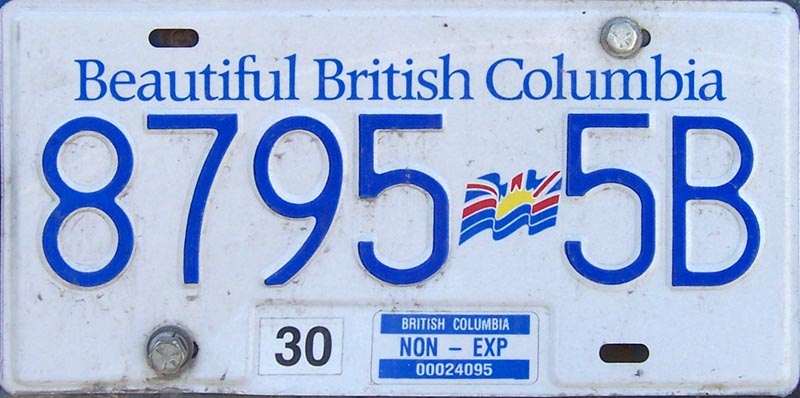 Beautiful British Columbia
8795 5B
30
BRITISH COLUMBIA
NON – EXP
00024095